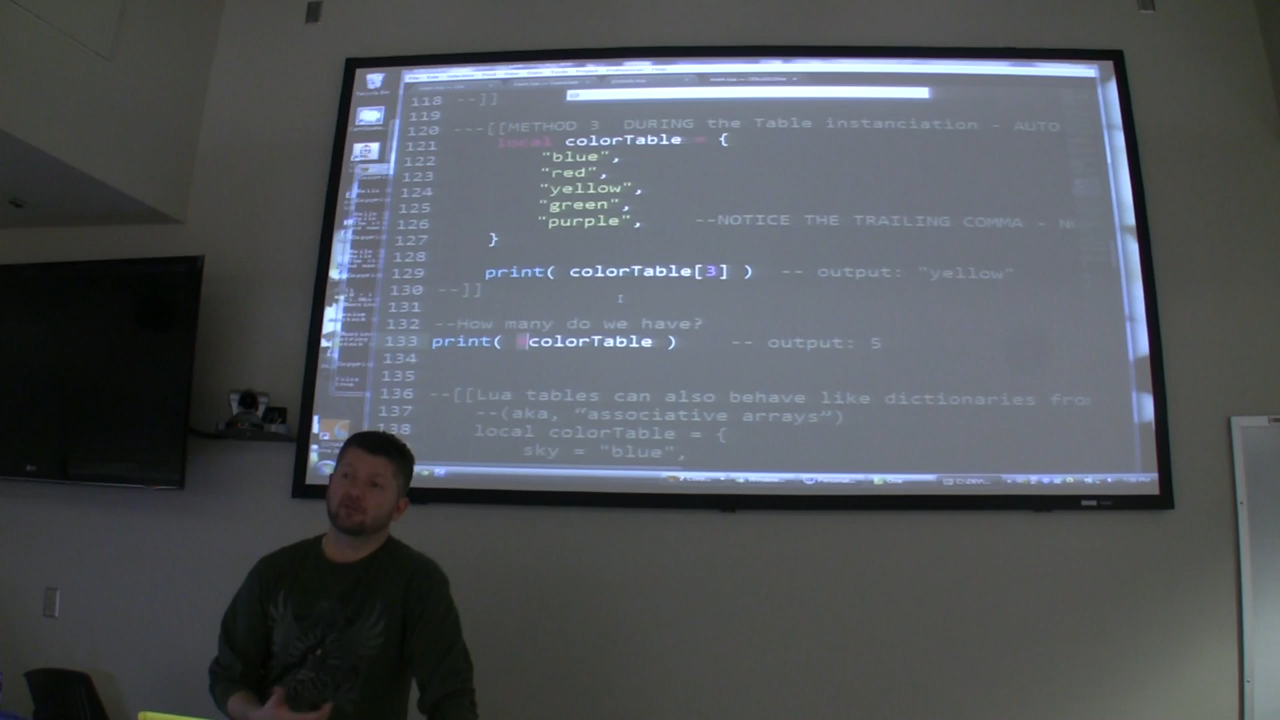 118 --]]
119
120 ---[[METHOD 3 DURING the Table instanciation - AUTO
121 local colorTable = {
122 "blue",
123 "red",
124 "yellow",
125 "green",
126 "purple", --NOTICE THE TRAILING COMMA -
127 }
128
129 print( colorTable[3] ) -- output: "yellow"
130 --]]
131
132 --How many do we have?
133 print( colorTable ) -- output: 5
134
135
136 --[[Lua tables can also behave like dictionaries from
137 --(aka, "associative arrays")
138 local colorTable = {
sky = "blue",